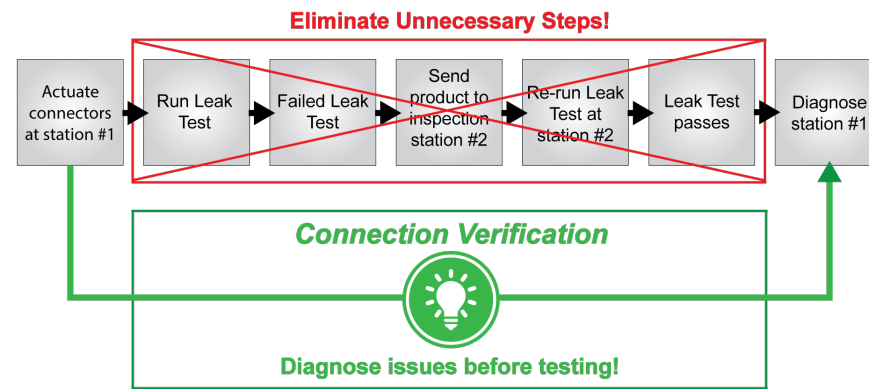 Eliminate Unnecessary Steps!
Actuate
connectors
at station #1
Run Leak
Test
Failed Leak
Test
Send
product to
inspection
station #2
Re-run Leak
Test at
station #2
Leak Test
passes
Diagnose
station #1
Connection Verification
Diagnose issues before testing!